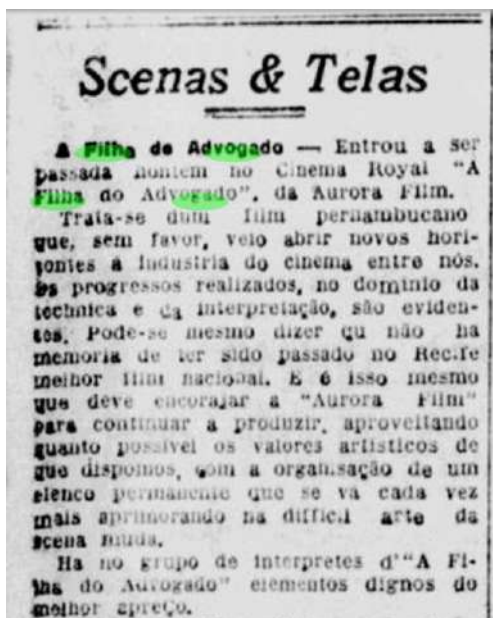 Scenas & Telas
A Filha do Advogado — Entrou a ser
passada hontem no Cinema Royal "A
Filha do Advogado", da Aurora Film.
Trata-se dum film pernambucano
que, sem favor, veio abrir novos hori-
sontes á industria do cinema entre nós.
os progressos realizados, no dominio da
technica e da interpretação, são eviden-
tes. Pode-se mesmo dizer qu não ha
memoria de ter sido passado no Recife
melhor film nacional. E é isso mesmo
que deve encorajar a "Aurora Film"
para continuar a produzir, aproveitando
quanto possivel os valores artisticos de
que dispomos, com a organisação de um
elenco permanente que se vá cada vez
mais aprimorando na difficil arte da
scena muda.
Ha no grupo de interpretes d'"A Fi-
lha do Advogado" elementos dignos do
melhor apreço.